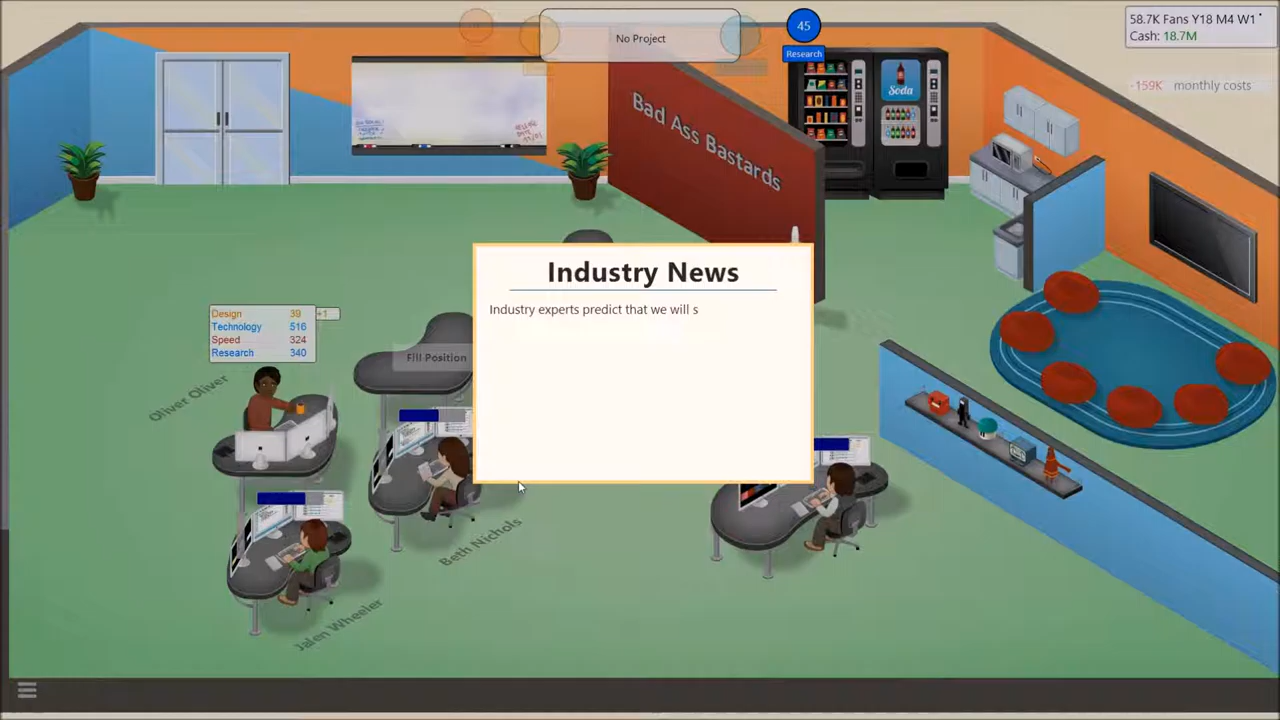 58.7K Fans Y18 M4 W1
Cash: 18.7M
-159K monthly costs
No Project
45
Research
Soda
Bad Ass Bastards
Industry News
Industry experts predict that we will s
Design 39 +1
Technology 516
Speed 324
Research 340
Fill Position
Oliver Oliver
Beth Nichols
Jalen Wheeler